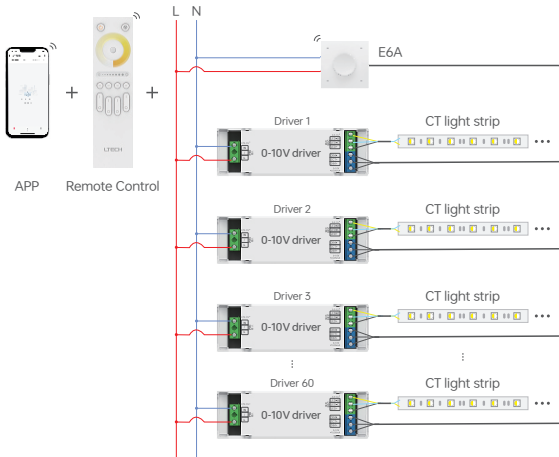 L N
E6A
LTECH
APP
Remote Control
Driver 1
0-10V driver
CT light strip
Driver 2
0-10V driver
CT light strip
Driver 3
0-10V driver
CT light strip
Driver 60
0-10V driver
CT light strip